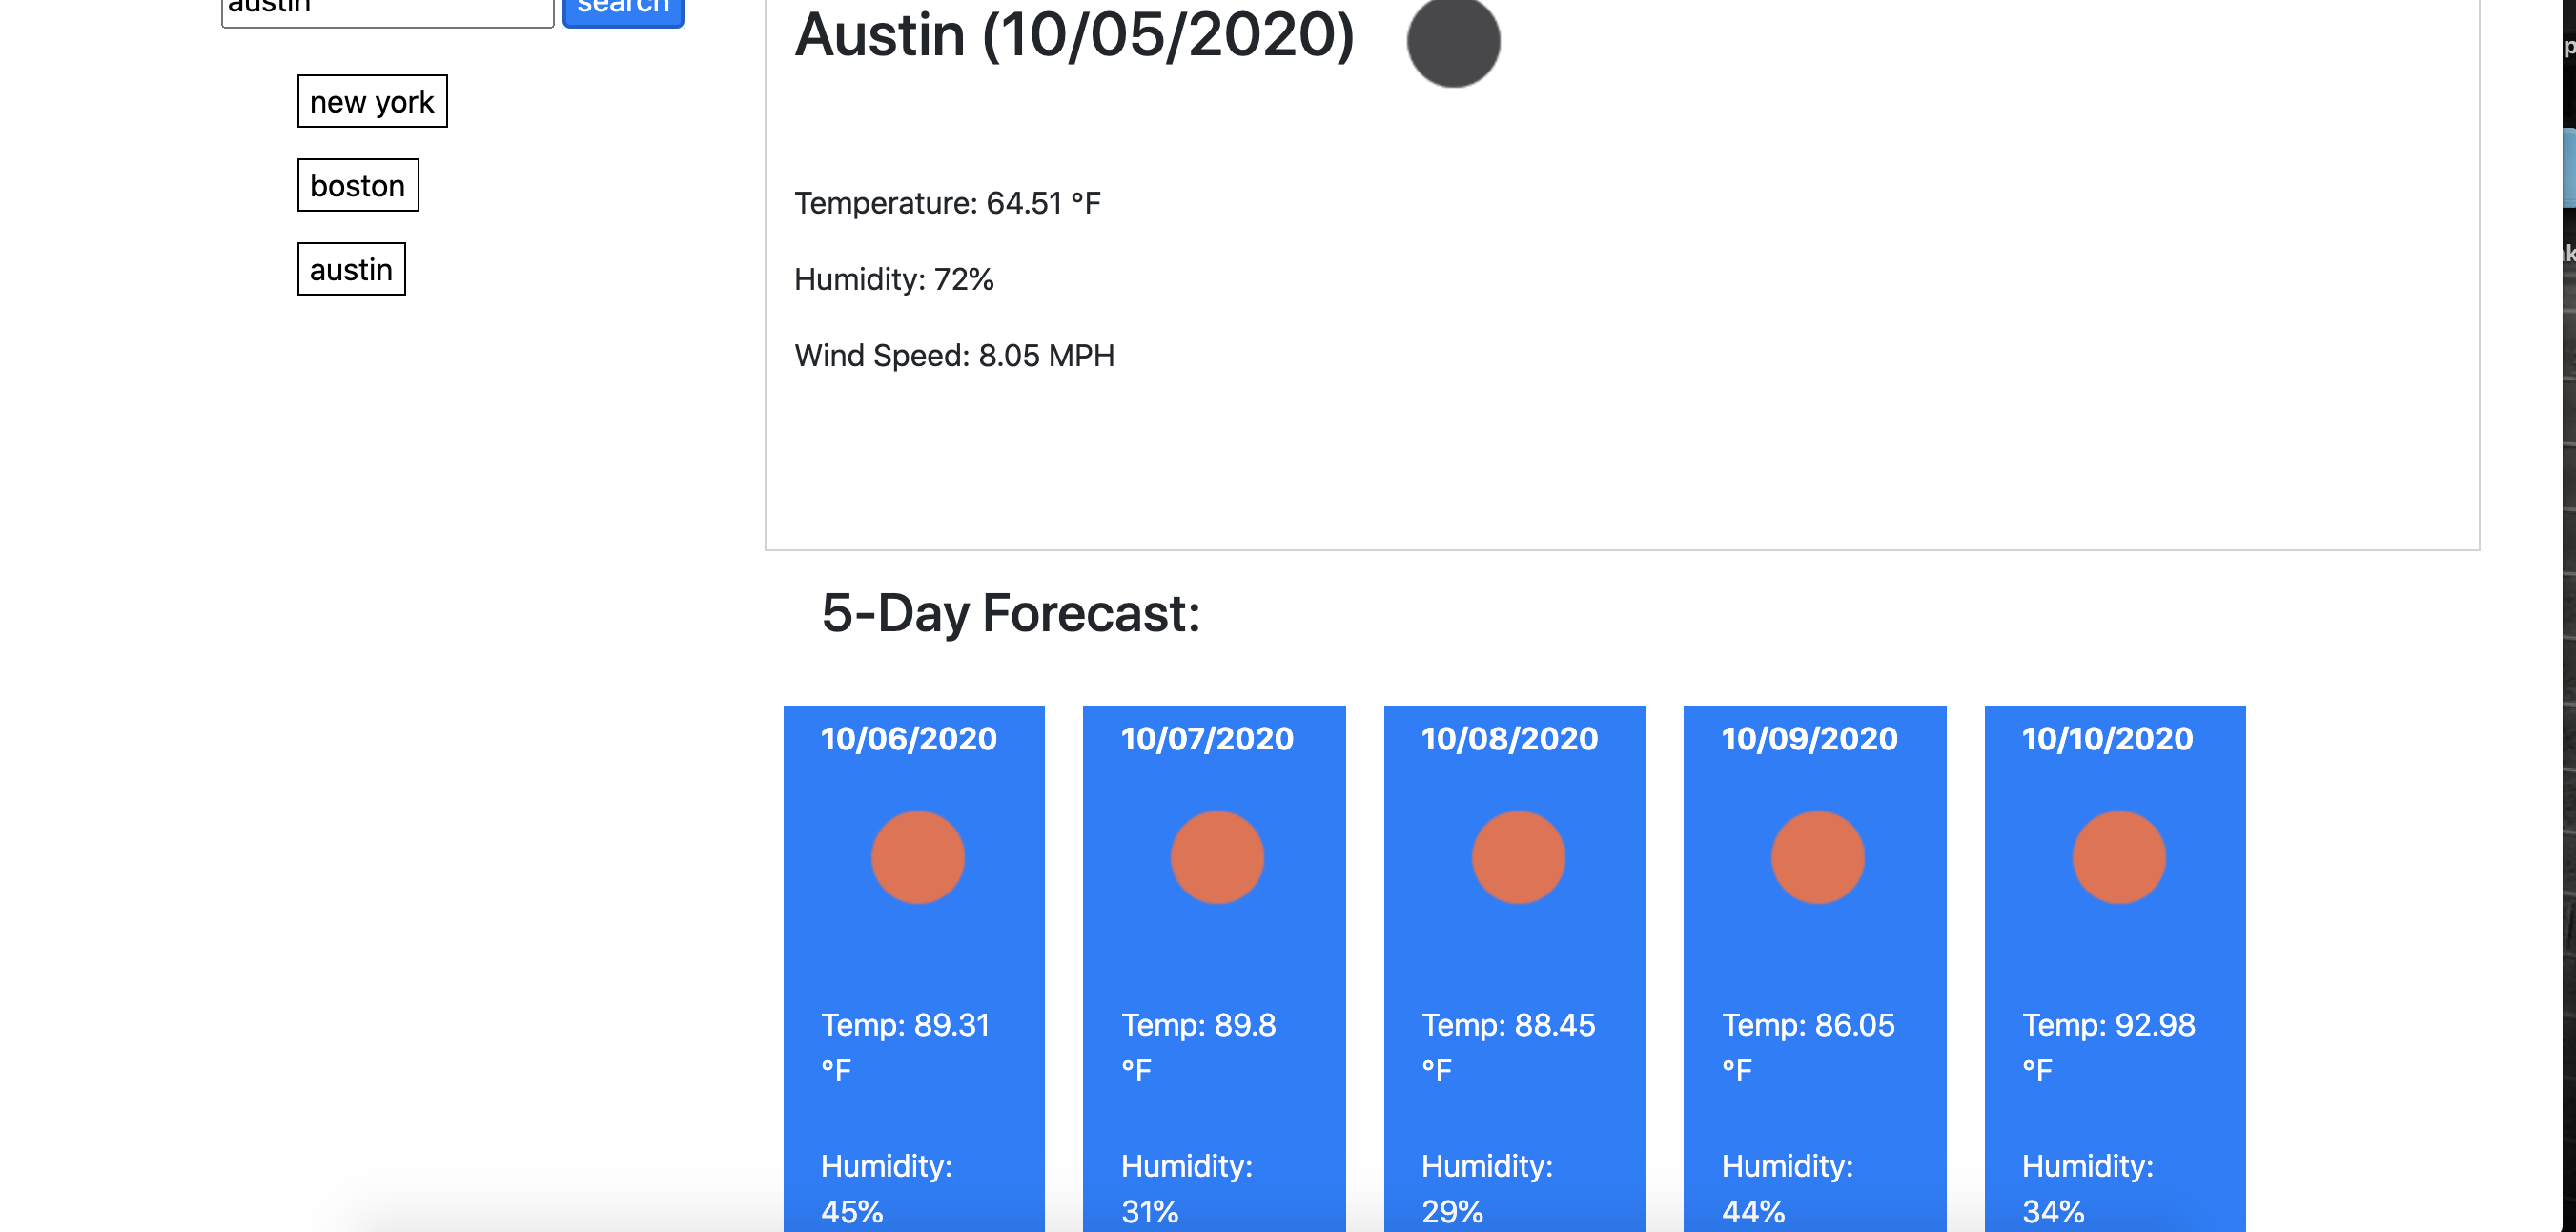 austin
search
new york
boston
austin
Austin (10/05/2020)
Temperature: 64.51 °F
Humidity: 72%
Wind Speed: 8.05 MPH
5-Day Forecast:
10/06/2020
Temp: 89.31
°F
Humidity:
45%
10/07/2020
Temp: 89.8
°F
Humidity:
31%
10/08/2020
Temp: 88.45
°F
Humidity:
29%
10/09/2020
Temp: 86.05
°F
Humidity:
44%
10/10/2020
Temp: 92.98
°F
Humidity:
34%